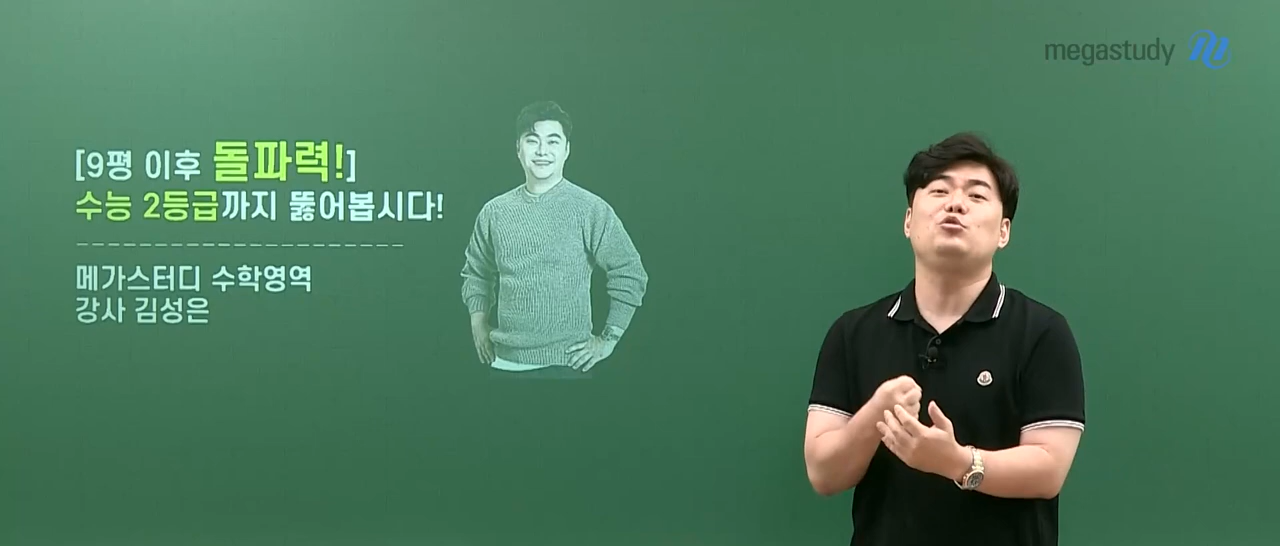 megastudy
[9평 이후 돌파력!]
수능 2등급까지 뚫어봅시다!
메가스터디 수학영역
강사 김성은